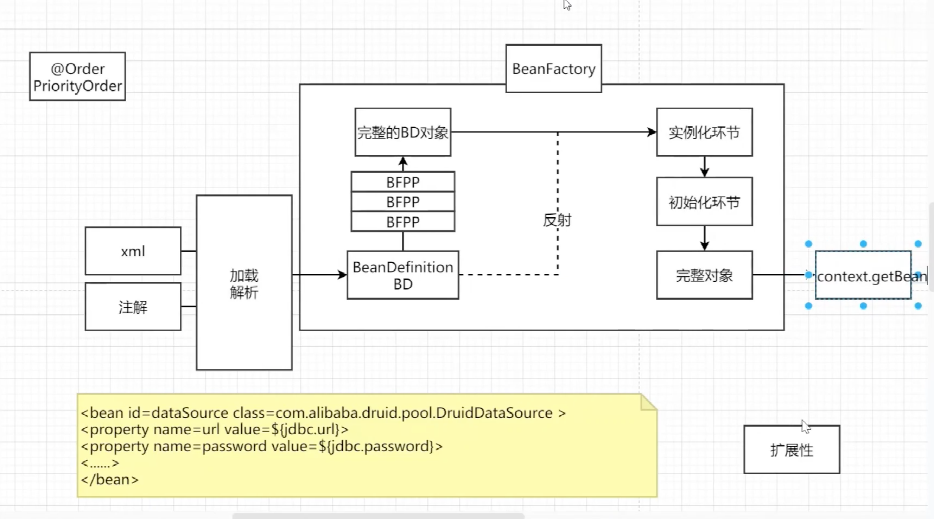 @Order
PriorityOrder
BeanFactory
完整的BD对象
实例化环节
BFPP
BFPP
BFPP
初始化环节
反射
xml
注解
加载
解析
BeanDefinition
BD
完整对象
context.getBean
<bean id=dataSource class=com.alibaba.druid.pool.DruidDataSource >
<property name=url value=${jdbc.url}>
<property name=password value=${jdbc.password}>
<......>
</bean>
扩展性